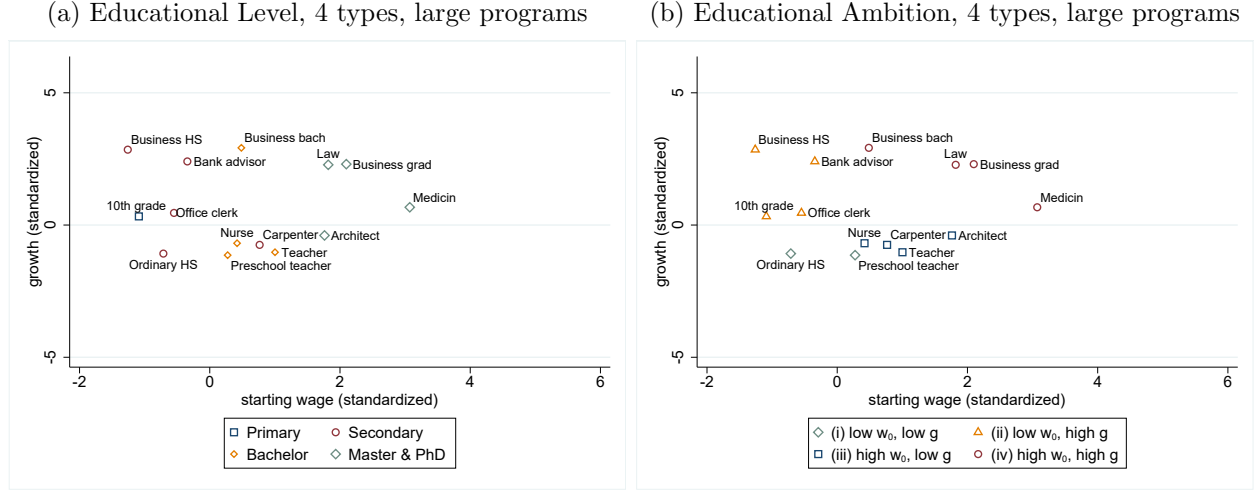 (a) Educational Level, 4 types, large programs
growth (standardized)
5
0
-5
Business HS
Business bach
Bank advisor
Law
Business grad
10th grade
Office clerk
Medicin
Nurse
Carpenter
Architect
Teacher
Ordinary HS
Preschool teacher
-2
0
2
4
6
starting wage (standardized)
Primary
Secondary
Bachelor
Master & PhD
(b) Educational Ambition, 4 types, large programs
growth (standardized)
5
0
-5
Business HS
Business bach
Bank advisor
Law
Business grad
10th grade
Office clerk
Medicin
Nurse
Carpenter
Architect
Teacher
Ordinary HS
Preschool teacher
-2
0
2
4
6
starting wage (standardized)
(i) low w₀, low g
(ii) low w₀, high g
(iii) high w₀, low g
(iv) high w₀, high g